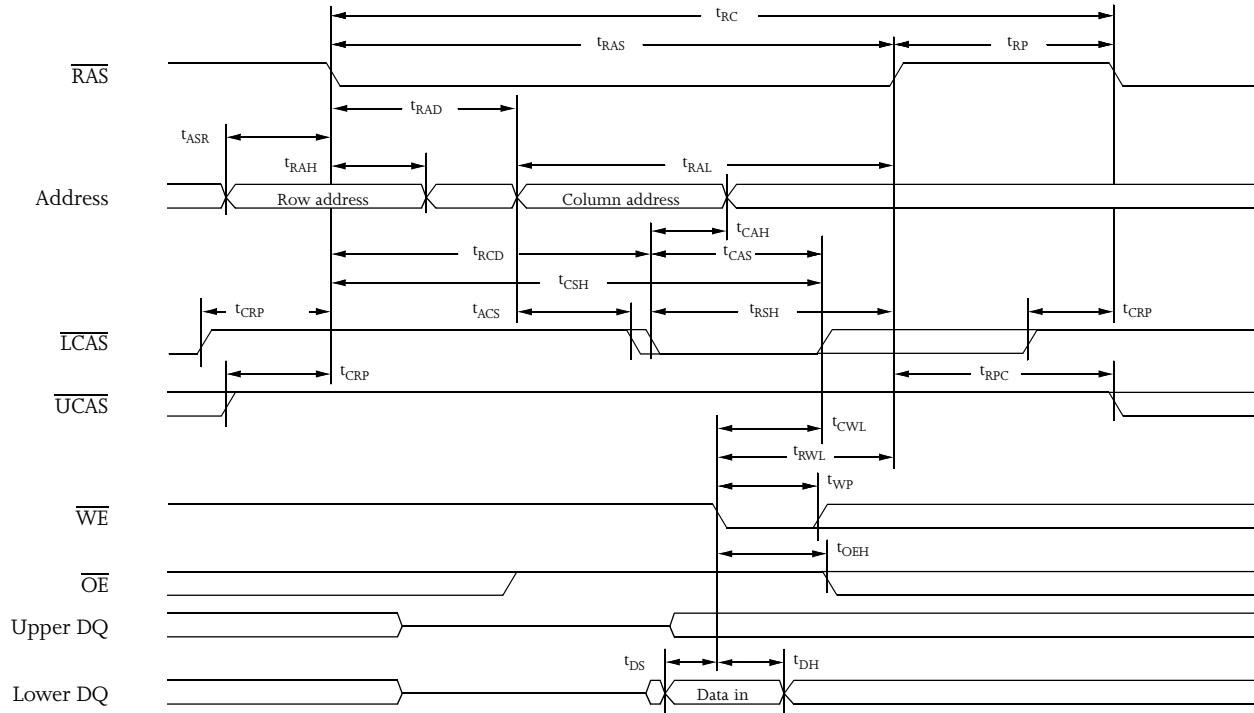 tRC
tRAS tRP
RAS
tRAD
tASR
tRAH tRAL
Address Row address Column address
tCAH
tRCD tCAS
tCSH
tCRP tACS tRSH tCRP
LCAS
tCRP tRPC
UCAS
tCWL
tRWL
tWP
WE
tOEH
OE
Upper DQ
tDS tDH
Lower DQ Data in